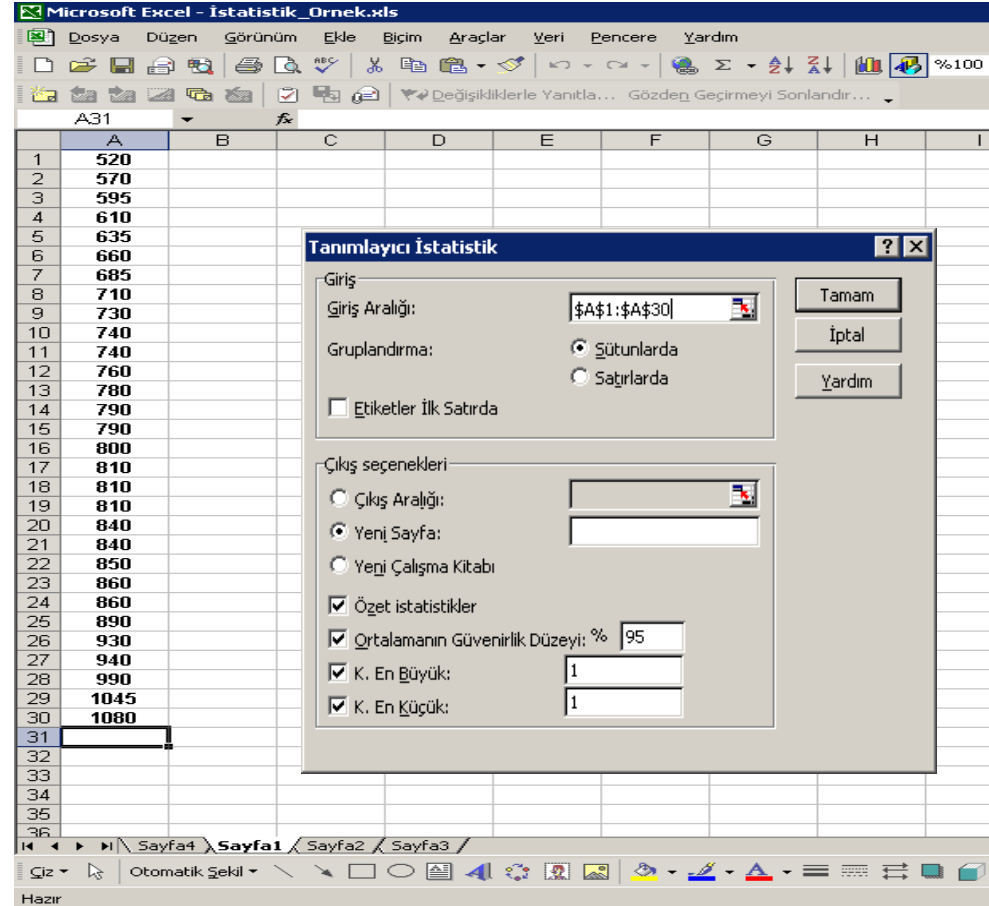 Microsoft Excel - İstatistik_Ornek.xls
Dosya Düzen Görünüm Ekle Biçim Araçlar Veri Pencere Yardım
ABC Σ A Z Z A %100
Değişikliklerle Yanıtla... Gözden Geçirmeyi Sonlandır...
A31 fx
A B C D E F G H I
1 520
2 570
3 595
4 610
5 635
6 660
7 685
8 710
9 730
10 740
11 740
12 760
13 780
14 790
15 790
16 800
17 810
18 810
19 810
20 840
21 840
22 850
23 860
24 860
25 890
26 930
27 940
28 990
29 1045
30 1080
31
32
33
34
35
36
Tanımlayıcı İstatistik ? X
Giriş
Giriş Aralığı: $A$1:$A$30
Gruplandırma: Sütunlarda
Satırlarda
Etiketler İlk Satırda
Tamam
İptal
Yardım
Çıkış seçenekleri
Çıkış Aralığı:
Yeni Sayfa:
Yeni Çalışma Kitabı
Özet istatistikler
Ortalamanın Güvenirlik Düzeyi: % 95
K. En Büyük: 1
K. En Küçük: 1
Sayfa4 Sayfa1 Sayfa2 Sayfa3
Çiz Otomatik Şekil
Hazır